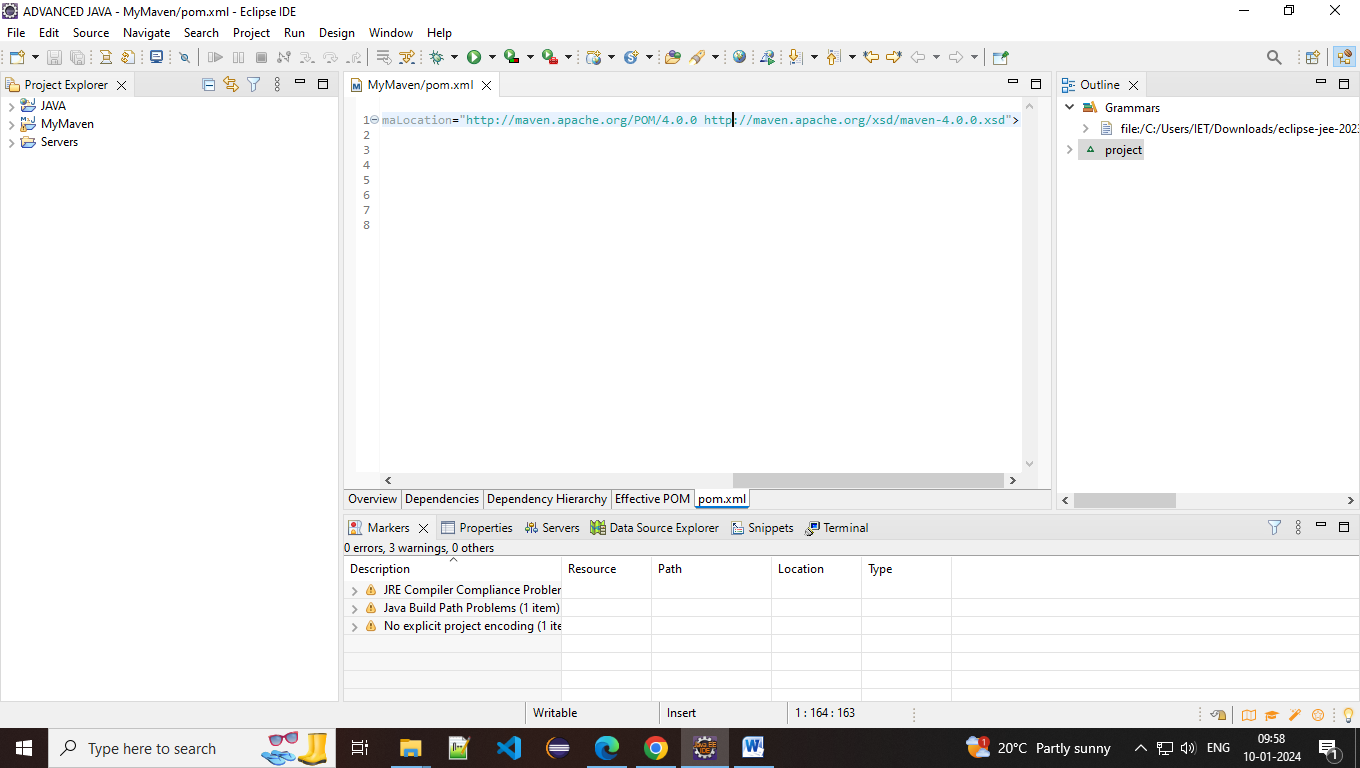 ADVANCED JAVA - MyMaven/pom.xml - Eclipse IDE
File Edit Source Navigate Search Project Run Design Window Help
Project Explorer
JAVA
MyMaven
Servers
MyMaven/pom.xml
1 maLocation="http://maven.apache.org/POM/4.0.0 http://maven.apache.org/xsd/maven-4.0.0.xsd">
2
3
4
5
6
7
8
Overview Dependencies Dependency Hierarchy Effective POM pom.xml
Outline
Grammars
file:/C:/Users/IET/Downloads/eclipse-jee-2023
project
Markers Properties Servers Data Source Explorer Snippets Terminal
0 errors, 3 warnings, 0 others
Description Resource Path Location Type
JRE Compiler Compliance Problem
Java Build Path Problems (1 item)
No explicit project encoding (1 ite
Writable Insert 1 : 164 : 163
Type here to search
20°C Partly sunny ENG 09:58
10-01-2024